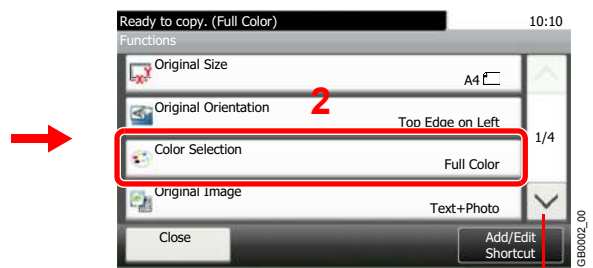 Ready to copy. (Full Color) 10:10
Functions
Original Size
A4
2
Original Orientation
Top Edge on Left
1/4
Color Selection
Full Color
Original Image
Text+Photo
Close
Add/Edit
Shortcut
GB0002_00